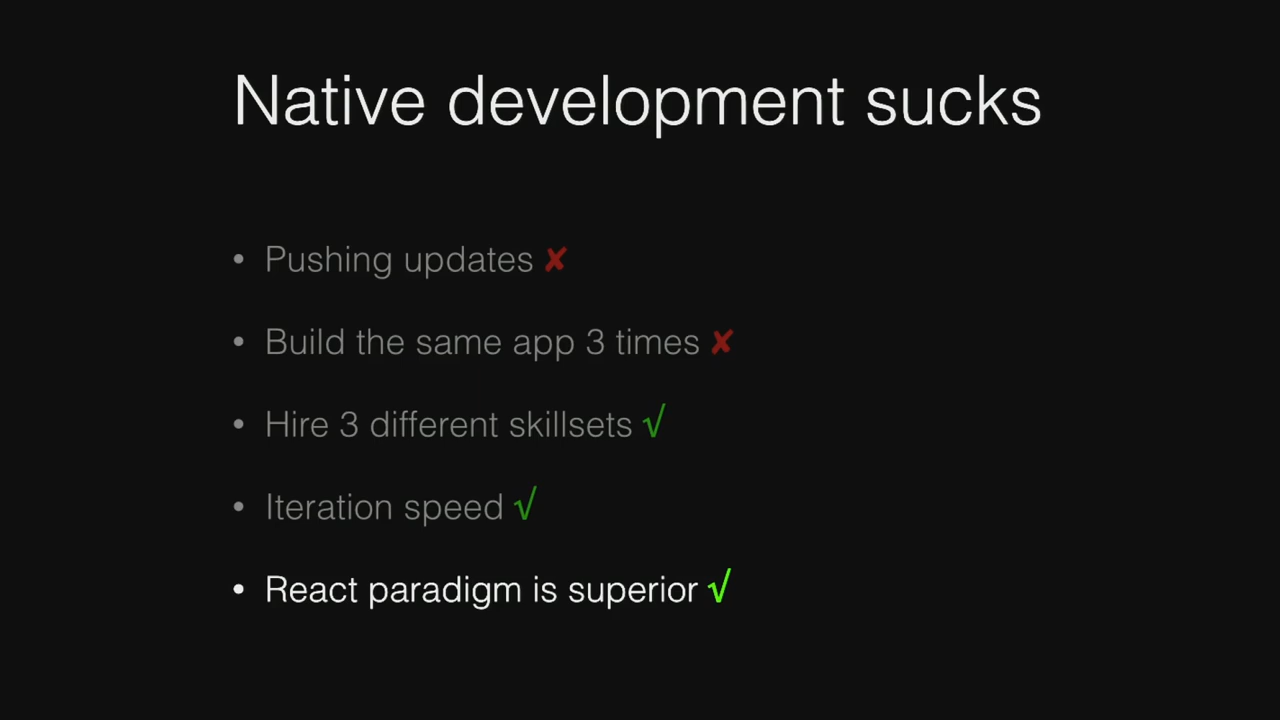 Native development sucks
• Pushing updates ✘
• Build the same app 3 times ✘
• Hire 3 different skillsets √
• Iteration speed √
• React paradigm is superior √